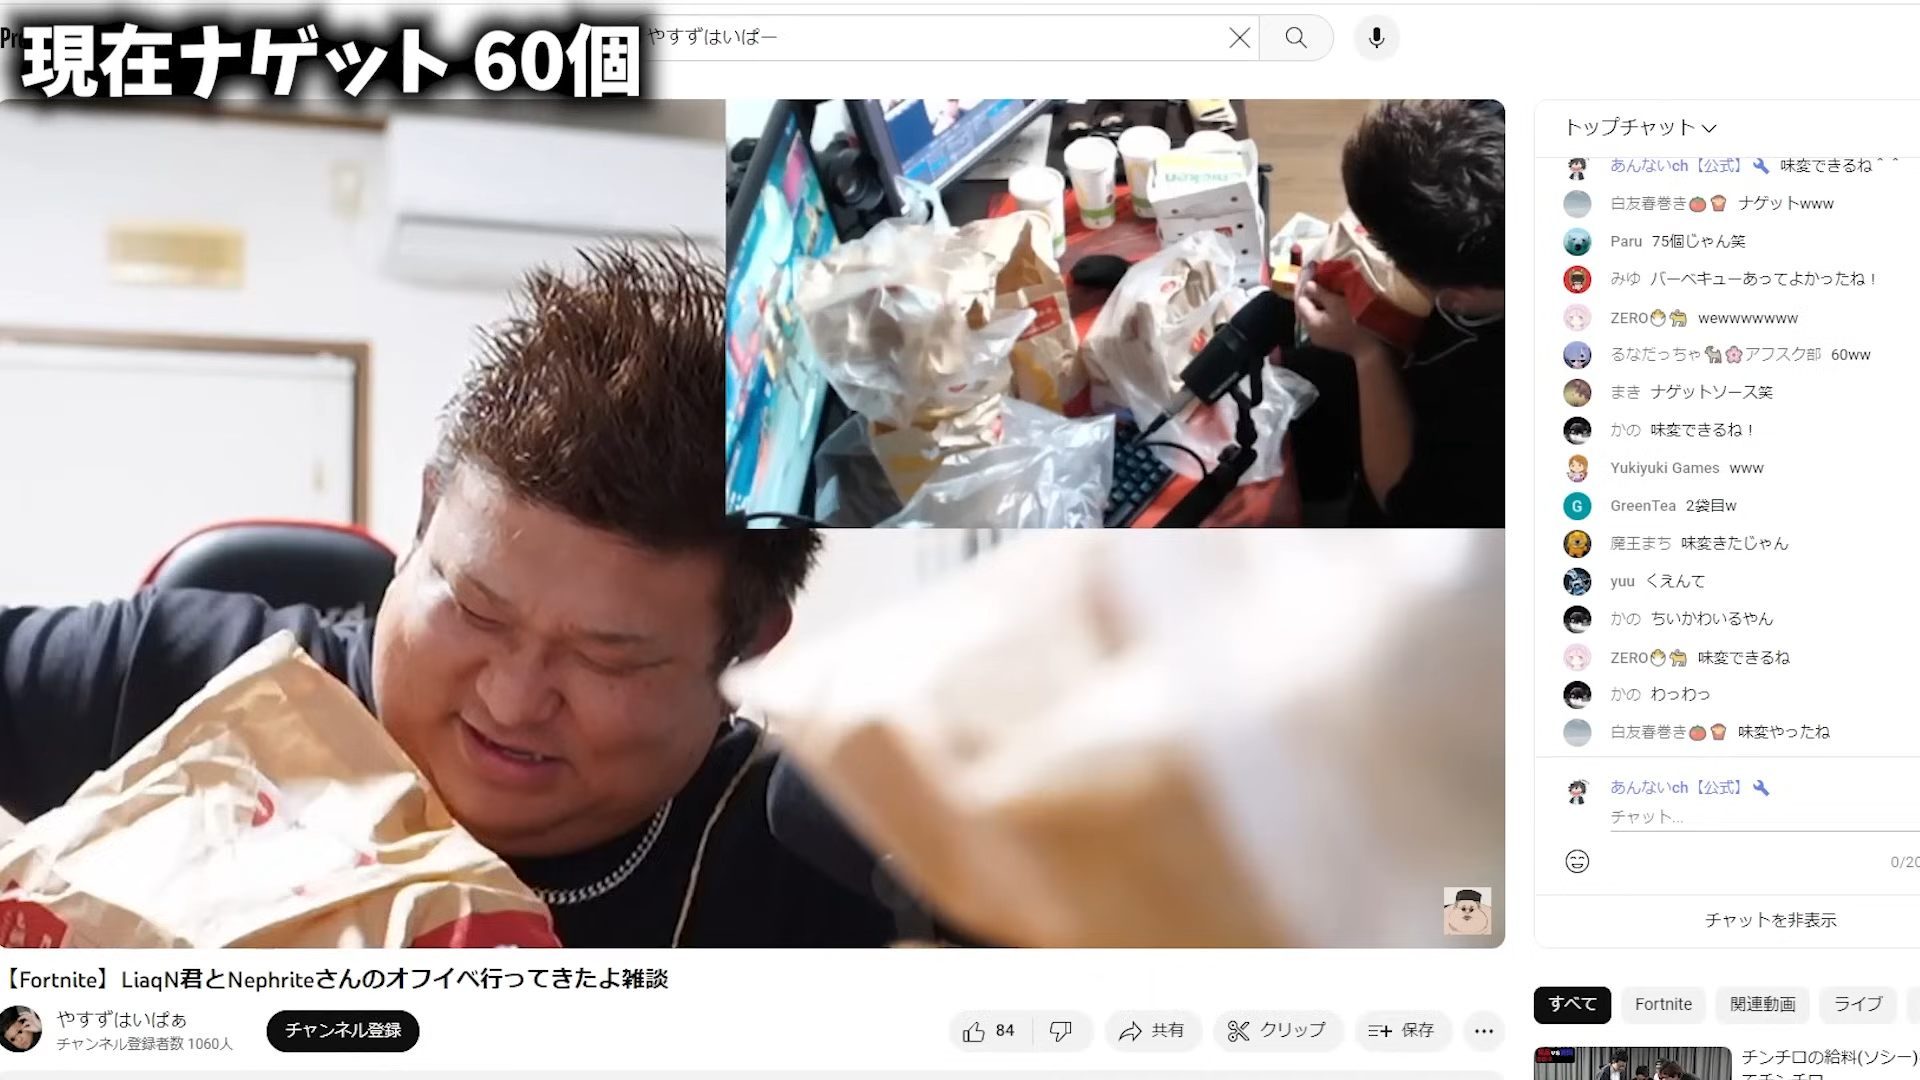 現在ナゲット 60個
やすずはいぱー
chicken
トップチャット
あんないch【公式】 味変できるね＾＾
白友春巻き🍅🍞 ナゲットwww
Paru 75個じゃん笑
みゆ バーベキューあってよかったね！
ZERO🐣🐈 wewwwwwww
るなだっちゃ🐈🌸アフスク部 60ww
まき ナゲットソース笑
かの 味変できるね！
Yukiyuki Games www
G GreenTea 2袋目w
廃王まち 味変きたじゃん
yuu くえんて
かの ちいかわいるやん
ZERO🐣🐈 味変できるね
かの わっわっ
白友春巻き🍅🍞 味変やったね
あんないch【公式】
チャット...
0/20
チャットを非表示
【Fortnite】LiaqN君とNephriteさんのオフイベ行ってきたよ雑談
やすずはいぱぁ
チャンネル登録者数 1060人
チャンネル登録
84
共有
クリップ
保存
すべて
Fortnite
関連動画
ライブ
チンチロの給料(ソシー)